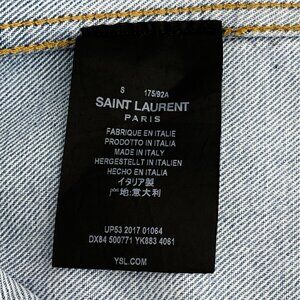 S 175/92A
SAINT LAURENT
PARIS
FABRIQUE EN ITALIE
PRODOTTO IN ITALIA
MADE IN ITALY
HERGESTELLT IN ITALIEN
HECHO EN ITALIA
イタリア製
产地:意大利
UP53 2017 01064
DX84 500771 YK883 4061
YSL.COM